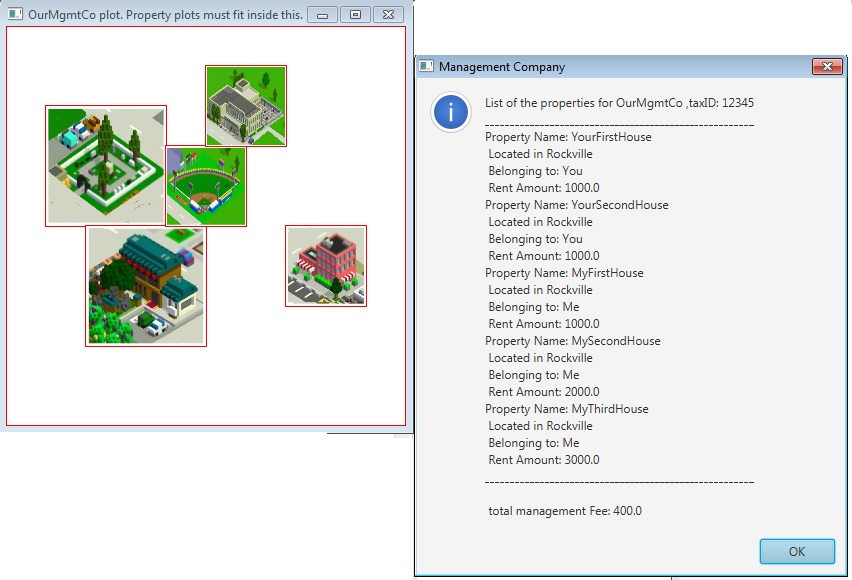 OurMgmtCo plot. Property plots must fit inside this.
Management Company
List of the properties for OurMgmtCo ,taxID: 12345
______________________________________________________
Property Name: YourFirstHouse
Located in Rockville
Belonging to: You
Rent Amount: 1000.0
Property Name: YourSecondHouse
Located in Rockville
Belonging to: You
Rent Amount: 1000.0
Property Name: MyFirstHouse
Located in Rockville
Belonging to: Me
Rent Amount: 1000.0
Property Name: MySecondHouse
Located in Rockville
Belonging to: Me
Rent Amount: 2000.0
Property Name: MyThirdHouse
Located in Rockville
Belonging to: Me
Rent Amount: 3000.0
______________________________________________________
total management Fee: 400.0
OK